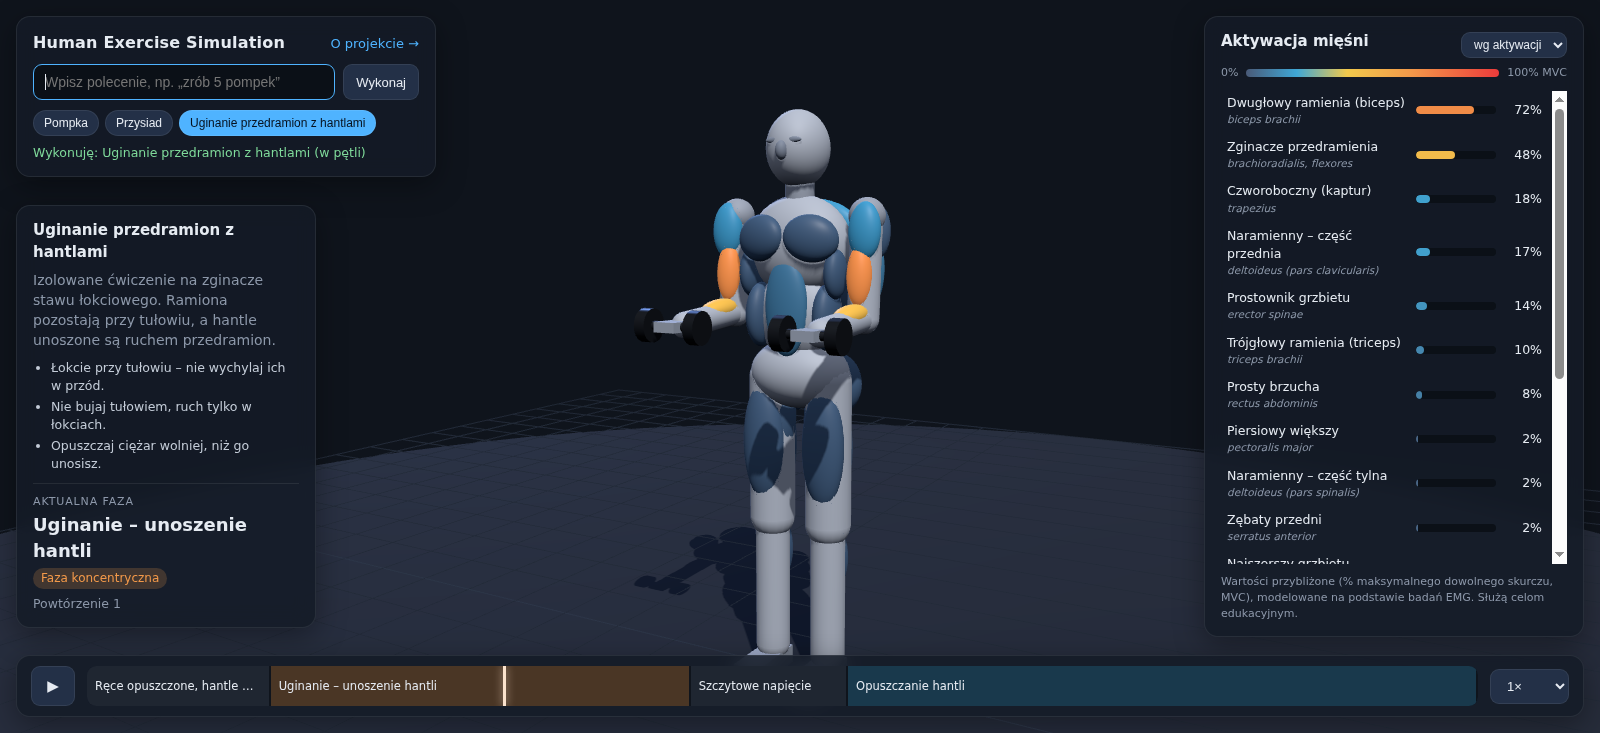 Human Exercise Simulation
O projekcie →
Wpisz polecenie, np. „zrób 5 pompek”
Wykonaj
Pompka
Przysiad
Uginanie przedramion z hantlami
Wykonuję: Uginanie przedramion z hantlami (w pętli)
Uginanie przedramion z
hantlami
Izolowane ćwiczenie na zginacze
stawu łokciowego. Ramiona
pozostają przy tułowiu, a hantle
unoszone są ruchem przedramion.
• Łokcie przy tułowiu – nie wychylaj ich
w przód.
• Nie bujaj tułowiem, ruch tylko w
łokciach.
• Opuszczaj ciężar wolniej, niż go
unosisz.
AKTUALNA FAZA
Uginanie – unoszenie
hantli
Faza koncentryczna
Powtórzenie 1
Aktywacja mięśni
wg aktywacji
0%
100% MVC
Dwugłowy ramienia (biceps)
biceps brachii
72%
Zginacze przedramienia
brachioradialis, flexores
48%
Czworoboczny (kaptur)
trapezius
18%
Naramienny – część
przednia
deltoideus (pars clavicularis)
17%
Prostownik grzbietu
erector spinae
14%
Trójgłowy ramienia (triceps)
triceps brachii
10%
Prosty brzucha
rectus abdominis
8%
Piersiowy większy
pectoralis major
2%
Naramienny – część tylna
deltoideus (pars spinalis)
2%
Zębaty przedni
serratus anterior
2%
Najszerszy grzbietu
Wartości przybliżone (% maksymalnego dowolnego skurczu,
MVC), modelowane na podstawie badań EMG. Służą celom
edukacyjnym.
▶
Ręce opuszczone, hantle ...
Uginanie – unoszenie hantli
Szczytowe napięcie
Opuszczanie hantli
1×